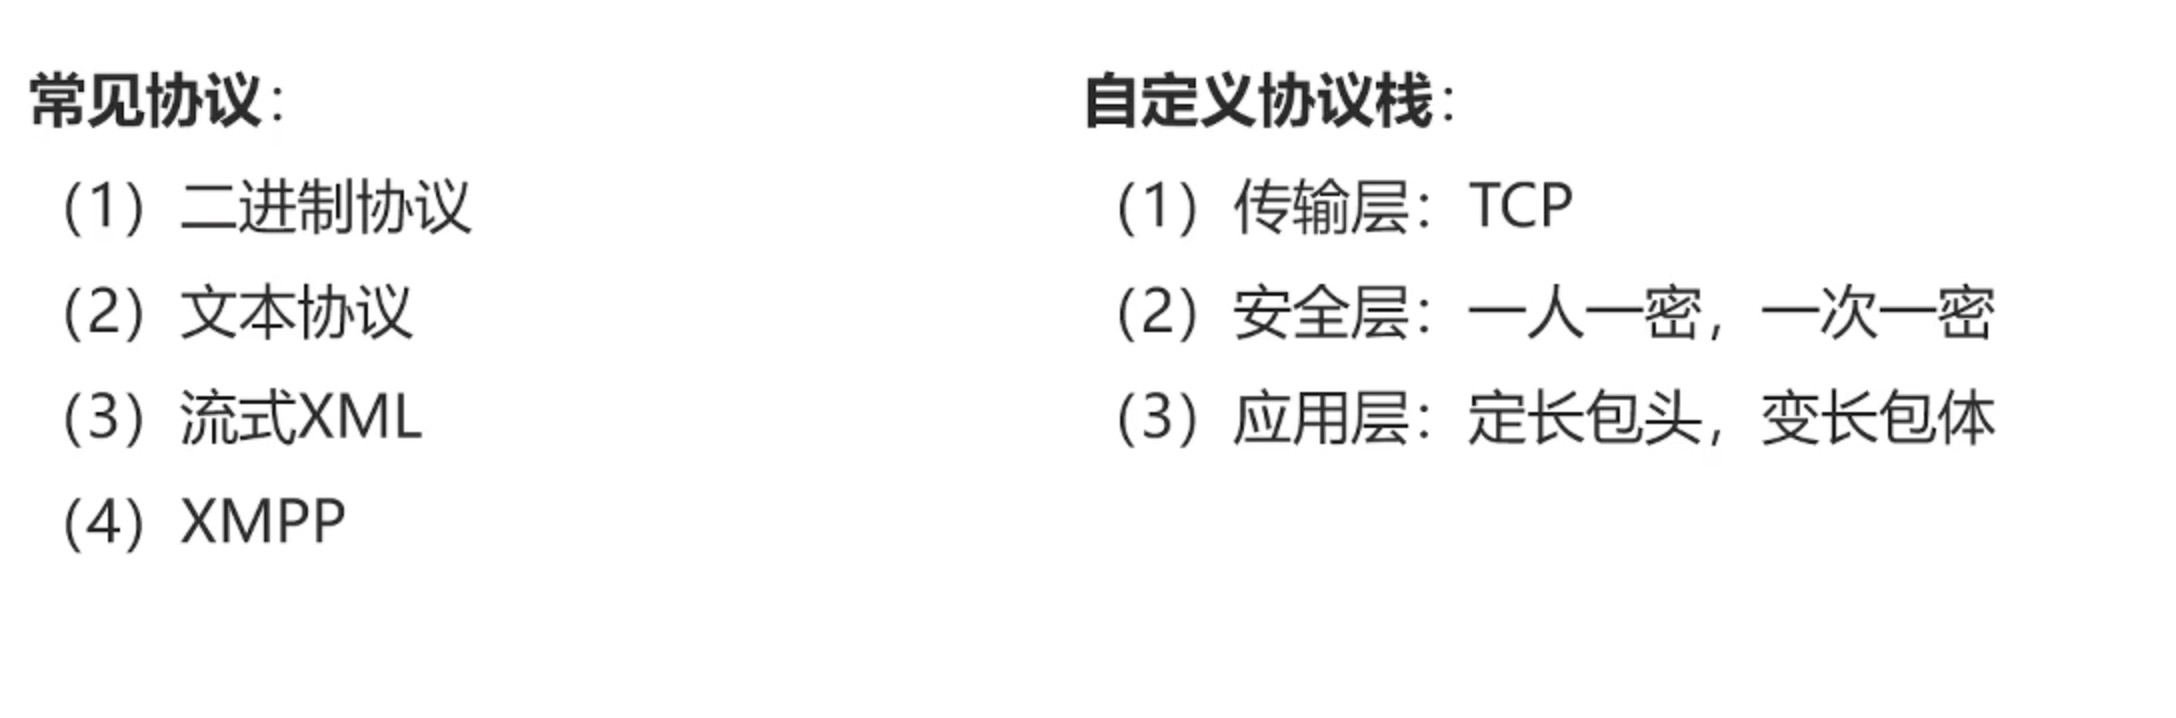 常见协议：
（1）二进制协议
（2）文本协议
（3）流式XML
（4）XMPP
自定义协议栈：
（1）传输层：TCP
（2）安全层：一人一密，一次一密
（3）应用层：定长包头，变长包体